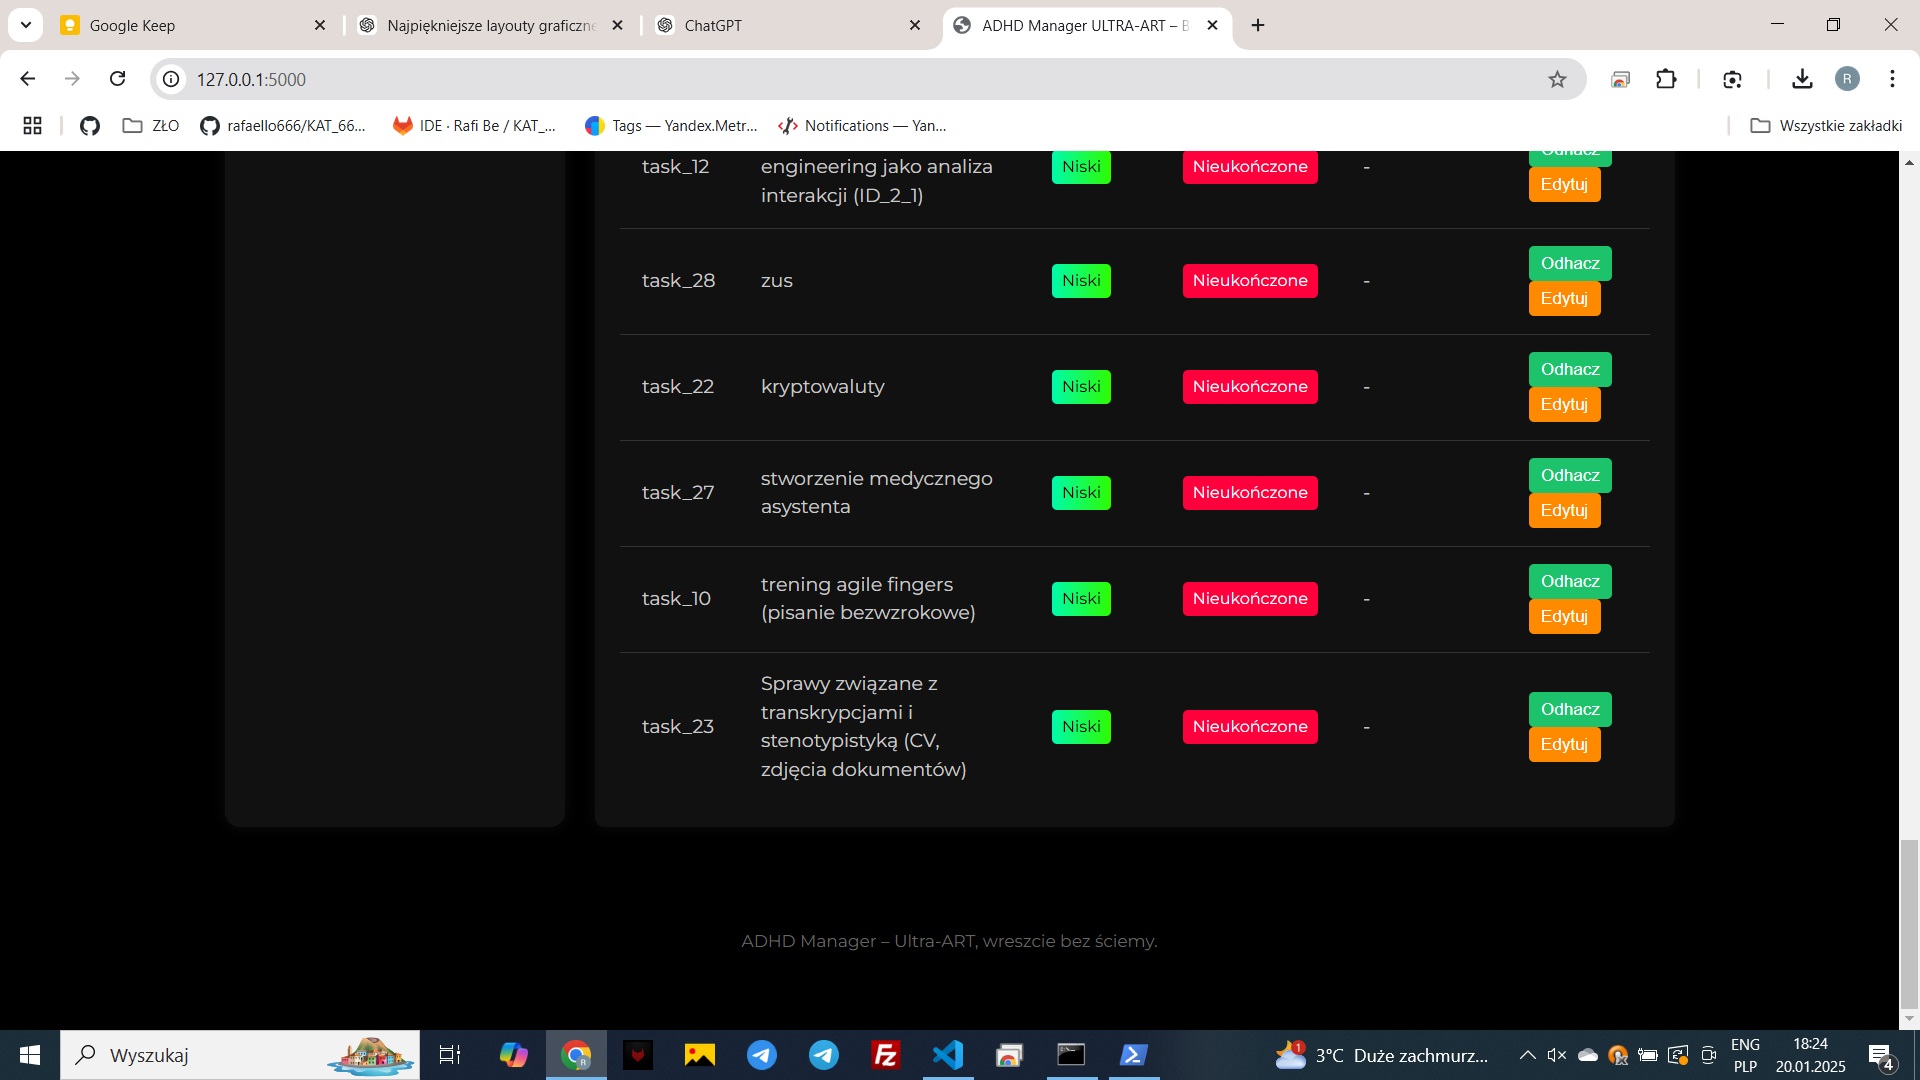 Google Keep
Najpiękniejsze layouty graficzne
ChatGPT
ADHD Manager ULTRA-ART – B
127.0.0.1:5000
R
ZŁO
rafaello666/KAT_66...
IDE · Rafi Be / KAT_...
Tags — Yandex.Metr...
Notifications — Yan...
Wszystkie zakładki
task_12
engineering jako analiza
interakcji (ID_2_1)
Niski
Nieukończone
-
Odhacz
Edytuj
task_28
zus
Niski
Nieukończone
-
Odhacz
Edytuj
task_22
kryptowaluty
Niski
Nieukończone
-
Odhacz
Edytuj
task_27
stworzenie medycznego
asystenta
Niski
Nieukończone
-
Odhacz
Edytuj
task_10
trening agile fingers
(pisanie bezwzrokowe)
Niski
Nieukończone
-
Odhacz
Edytuj
task_23
Sprawy związane z
transkrypcjami i
stenotypistyką (CV,
zdjęcia dokumentów)
Niski
Nieukończone
-
Odhacz
Edytuj
ADHD Manager – Ultra-ART, wreszcie bez ściemy.
Wyszukaj
1
3°C Duże zachmurz...
ENG
PLP
18:24
20.01.2025
4